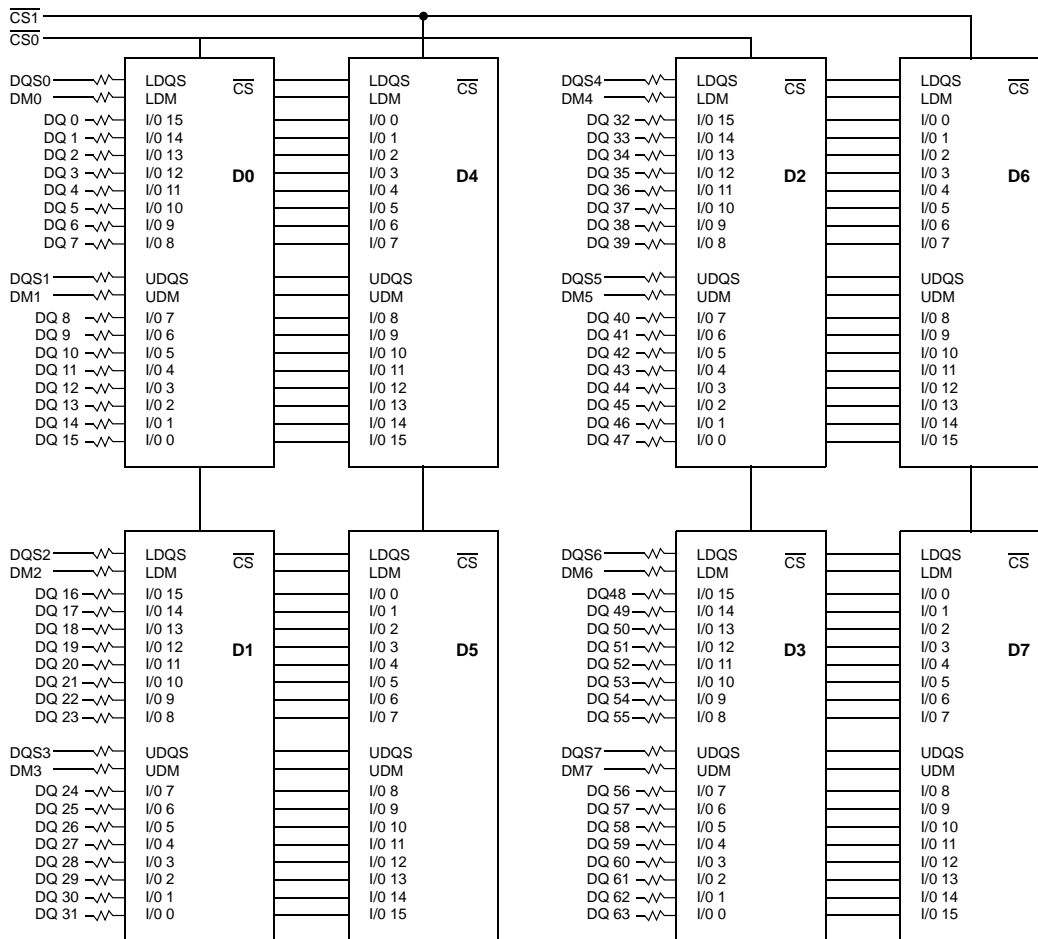 CS1
CS0
DQS0 LDQS CS LDQS CS DQS4 LDQS CS LDQS CS
DM0 LDM LDM DM4 LDM LDM
DQ 0 I/0 15 I/0 0 DQ 32 I/0 15 I/0 0
DQ 1 I/0 14 I/0 1 DQ 33 I/0 14 I/0 1
DQ 2 I/0 13 I/0 2 DQ 34 I/0 13 I/0 2
DQ 3 I/0 12 D0 I/0 3 D4 DQ 35 I/0 12 D2 I/0 3 D6
DQ 4 I/0 11 I/0 4 DQ 36 I/0 11 I/0 4
DQ 5 I/0 10 I/0 5 DQ 37 I/0 10 I/0 5
DQ 6 I/0 9 I/0 6 DQ 38 I/0 9 I/0 6
DQ 7 I/0 8 I/0 7 DQ 39 I/0 8 I/0 7
DQS1 UDQS UDQS DQS5 UDQS UDQS
DM1 UDM UDM DM5 UDM UDM
DQ 8 I/0 7 I/0 8 DQ 40 I/0 7 I/0 8
DQ 9 I/0 6 I/0 9 DQ 41 I/0 6 I/0 9
DQ 10 I/0 5 I/0 10 DQ 42 I/0 5 I/0 10
DQ 11 I/0 4 I/0 11 DQ 43 I/0 4 I/0 11
DQ 12 I/0 3 I/0 12 DQ 44 I/0 3 I/0 12
DQ 13 I/0 2 I/0 13 DQ 45 I/0 2 I/0 13
DQ 14 I/0 1 I/0 14 DQ 46 I/0 1 I/0 14
DQ 15 I/0 0 I/0 15 DQ 47 I/0 0 I/0 15
DQS2 LDQS CS LDQS CS DQS6 LDQS CS LDQS CS
DM2 LDM LDM DM6 LDM LDM
DQ 16 I/0 15 I/0 0 DQ48 I/0 15 I/0 0
DQ 17 I/0 14 I/0 1 DQ 49 I/0 14 I/0 1
DQ 18 I/0 13 I/0 2 DQ 50 I/0 13 I/0 2
DQ 19 I/0 12 D1 I/0 3 D5 DQ 51 I/0 12 D3 I/0 3 D7
DQ 20 I/0 11 I/0 4 DQ 52 I/0 11 I/0 4
DQ 21 I/0 10 I/0 5 DQ 53 I/0 10 I/0 5
DQ 22 I/0 9 I/0 6 DQ 54 I/0 9 I/0 6
DQ 23 I/0 8 I/0 7 DQ 55 I/0 8 I/0 7
DQS3 UDQS UDQS DQS7 UDQS UDQS
DM3 UDM UDM DM7 UDM UDM
DQ 24 I/0 7 I/0 8 DQ 56 I/0 7 I/0 8
DQ 25 I/0 6 I/0 9 DQ 57 I/0 6 I/0 9
DQ 26 I/0 5 I/0 10 DQ 58 I/0 5 I/0 10
DQ 27 I/0 4 I/0 11 DQ 59 I/0 4 I/0 11
DQ 28 I/0 3 I/0 12 DQ 60 I/0 3 I/0 12
DQ 29 I/0 2 I/0 13 DQ 61 I/0 2 I/0 13
DQ 30 I/0 1 I/0 14 DQ 62 I/0 1 I/0 14
DQ 31 I/0 0 I/0 15 DQ 63 I/0 0 I/0 15